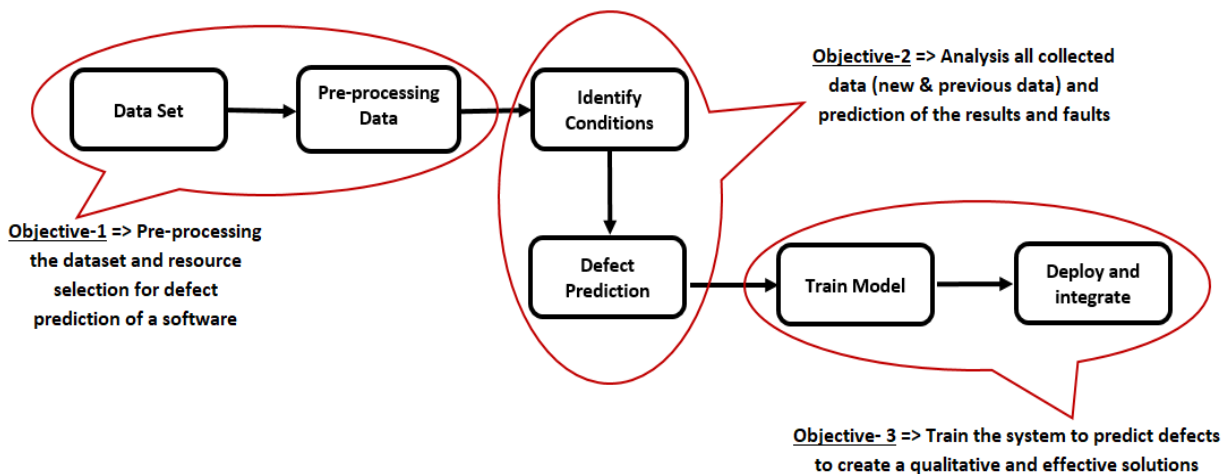 Data Set
Pre-processing
Data
Identify
Conditions
Objective-2 => Analysis all collected
data (new & previous data) and
prediction of the results and faults
Objective-1 => Pre-processing
the dataset and resource
selection for defect
prediction of a software
Defect
Prediction
Train Model
Deploy and
integrate
Objective- 3 => Train the system to predict defects
to create a qualitative and effective solutions